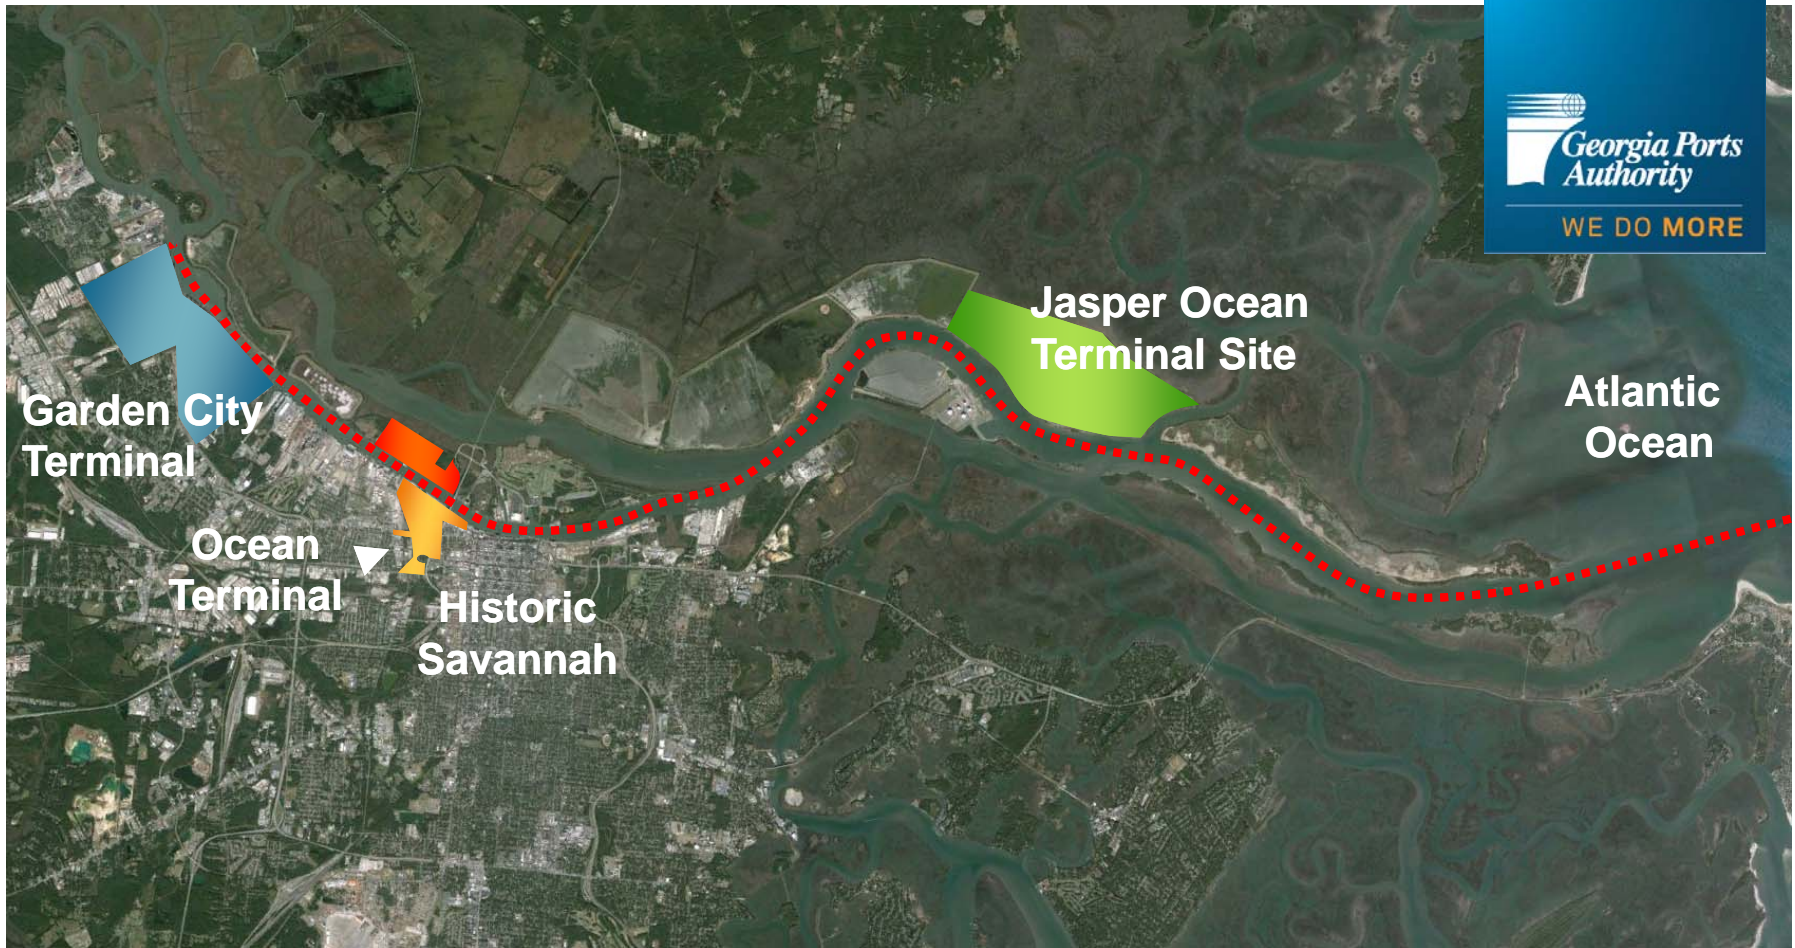 Georgia Ports
Authority
WE DO MORE
Jasper Ocean
Terminal Site
Atlantic
Ocean
Garden City
Terminal
Ocean
Terminal
Historic
Savannah